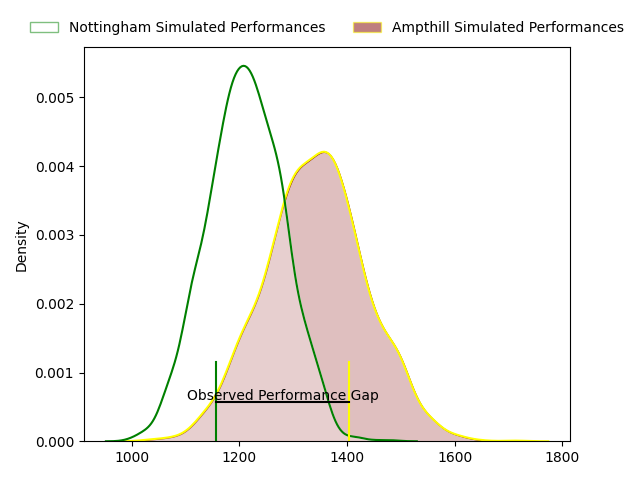 Nottingham Simulated Performances
Ampthill Simulated Performances
Density
0.005
0.004
0.003
0.002
0.001
0.000
Observed Performance Gap
1000
1200
1400
1600
1800